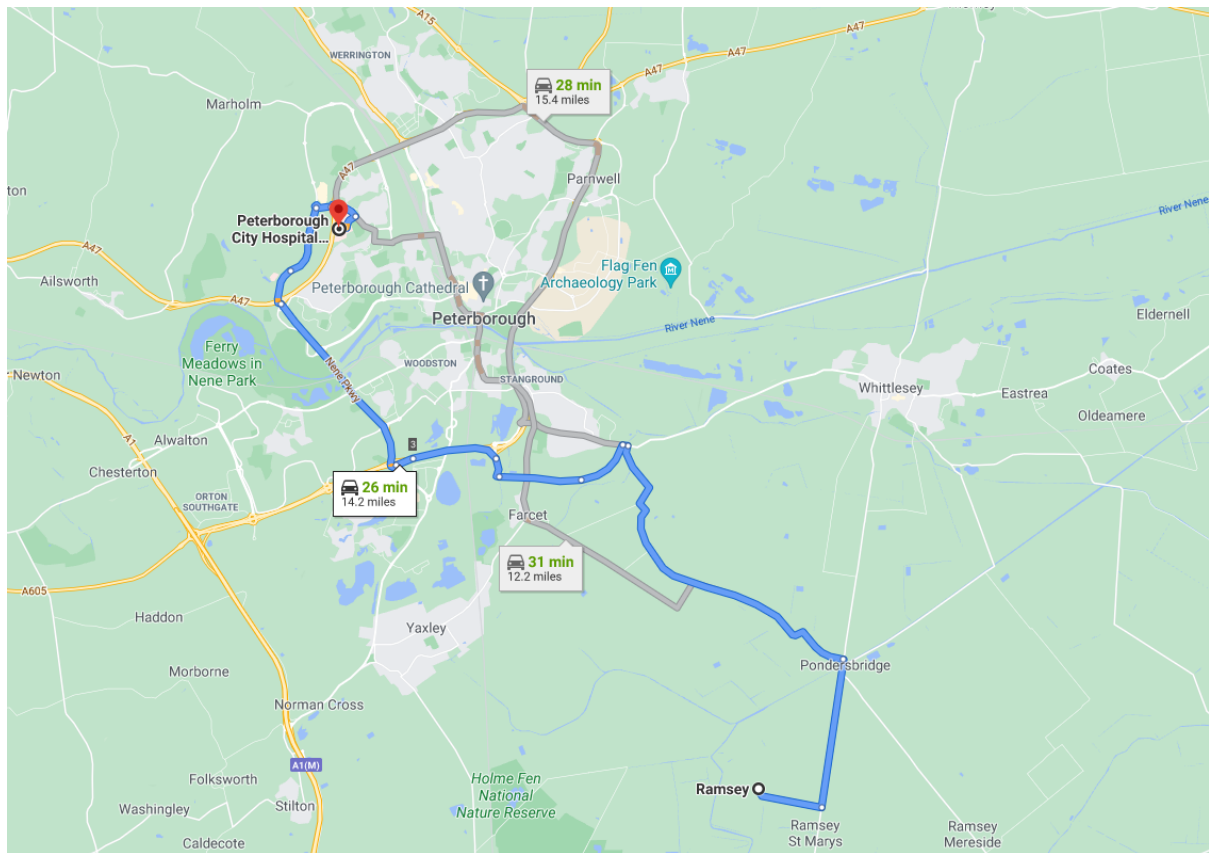 A15
A47
WERRINGTON
A47
28 min
15.4 miles
Marholm
A47
Parnwell
Peterborough
City Hospital...
River Nene
A47
Ailsworth
A47
Peterborough Cathedral
Flag Fen
Archaeology Park
Peterborough
River Nene
Eldernell
Ferry
Meadows in
Nene Park
WOODSTON
Nene Pkwy
STANGROUND
Newton
Whittlesey
Coates
Eastrea
Oldeamere
A1
Alwalton
Chesterton
3
26 min
14.2 miles
ORTON
SOUTHGATE
Farcet
31 min
12.2 miles
A605
Haddon
Yaxley
Morborne
Pondersbridge
Norman Cross
A1(M)
Folksworth
Washingley
Stilton
Caldecote
Holme Fen
National
Nature Reserve
Ramsey
Ramsey
St Marys
Ramsey
Mereside